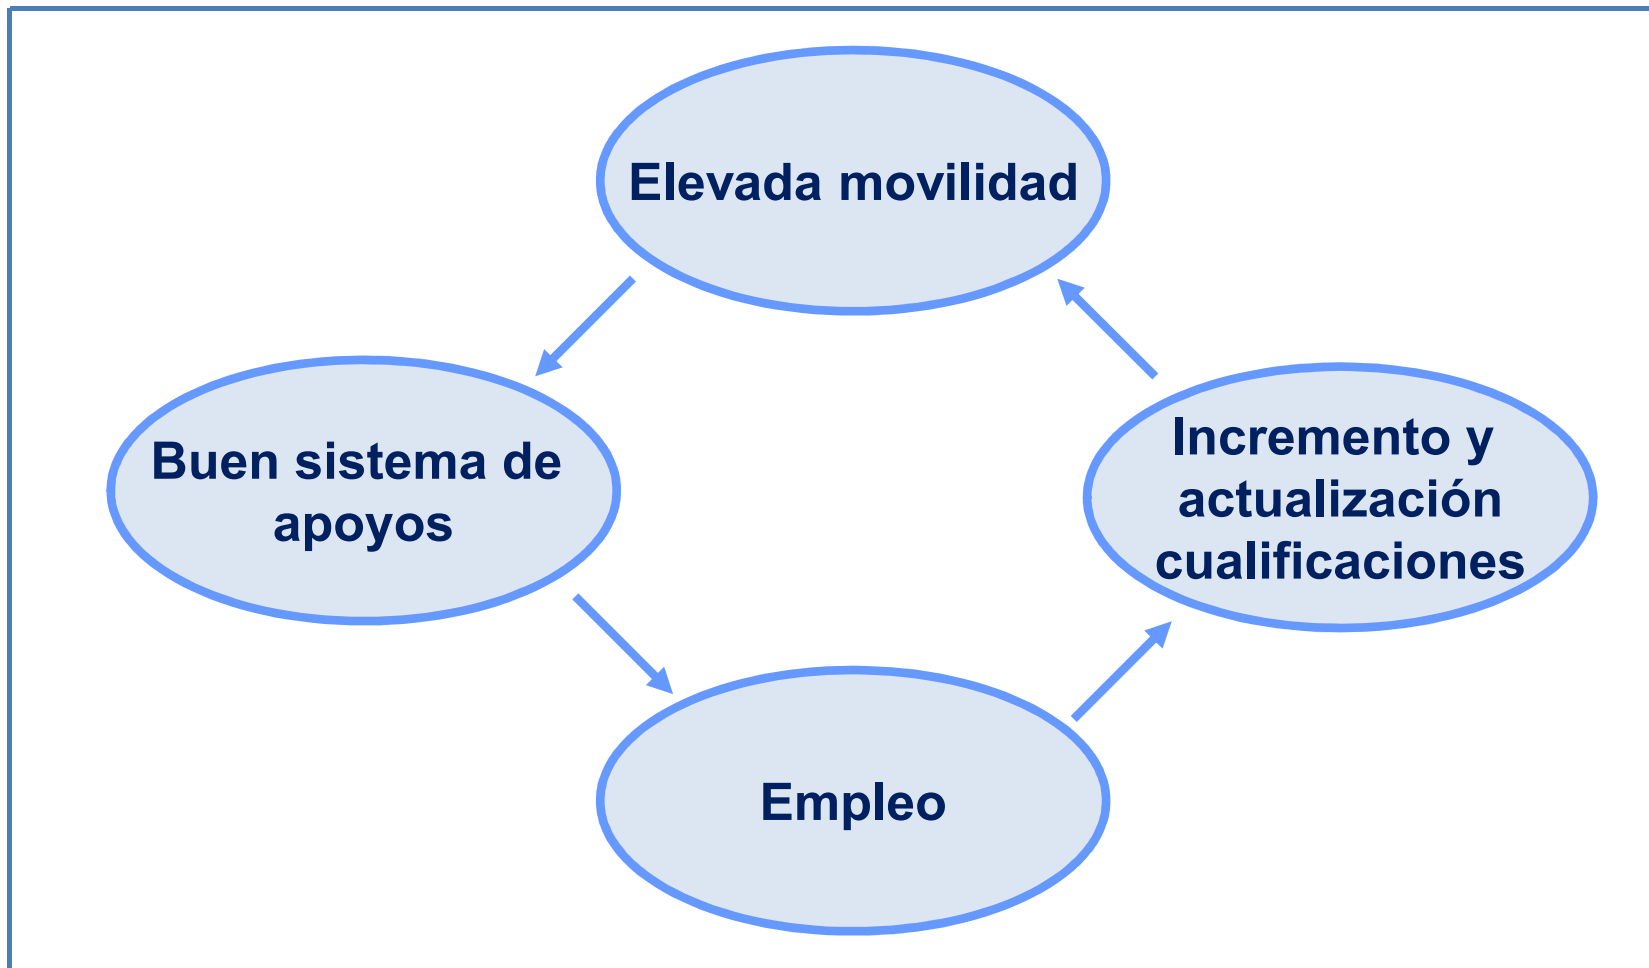 Elevada movilidad
Buen sistema de
apoyos
Incremento y
actualización
cualificaciones
Empleo